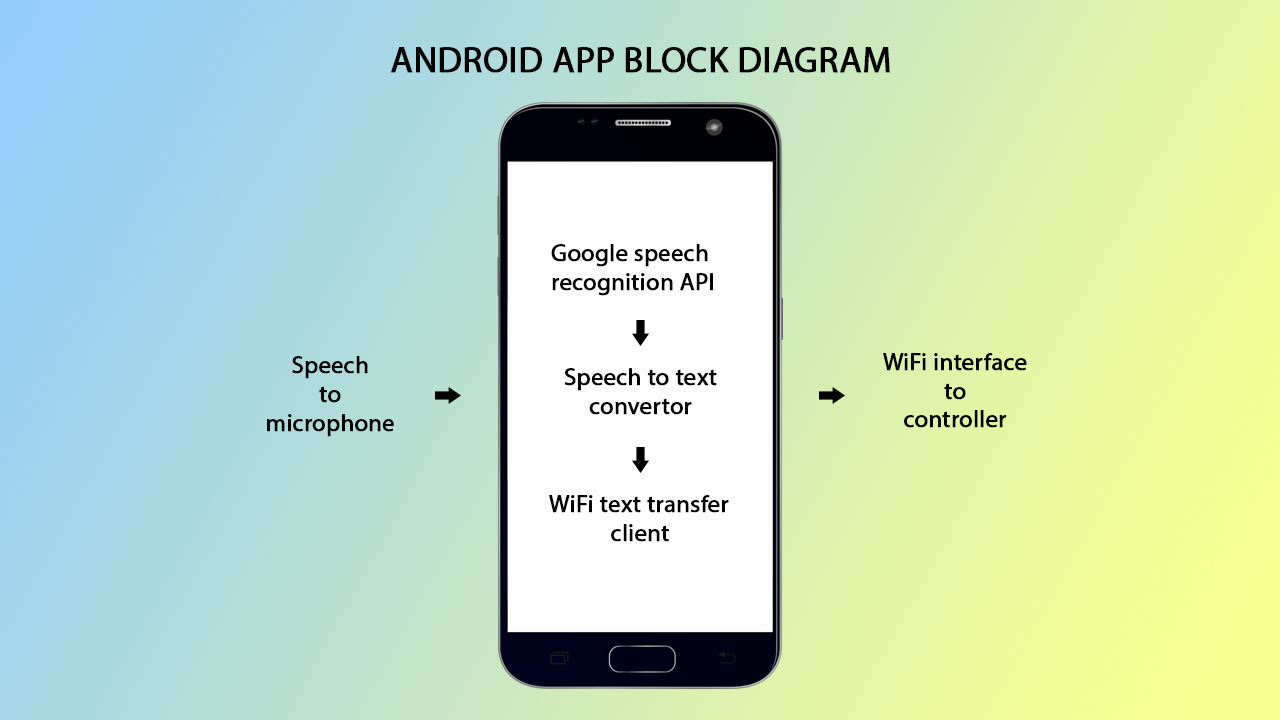 ANDROID APP BLOCK DIAGRAM
Speech
to
microphone
Google speech
recognition API
Speech to text
convertor
WiFi text transfer
client
WiFi interface
to
controller